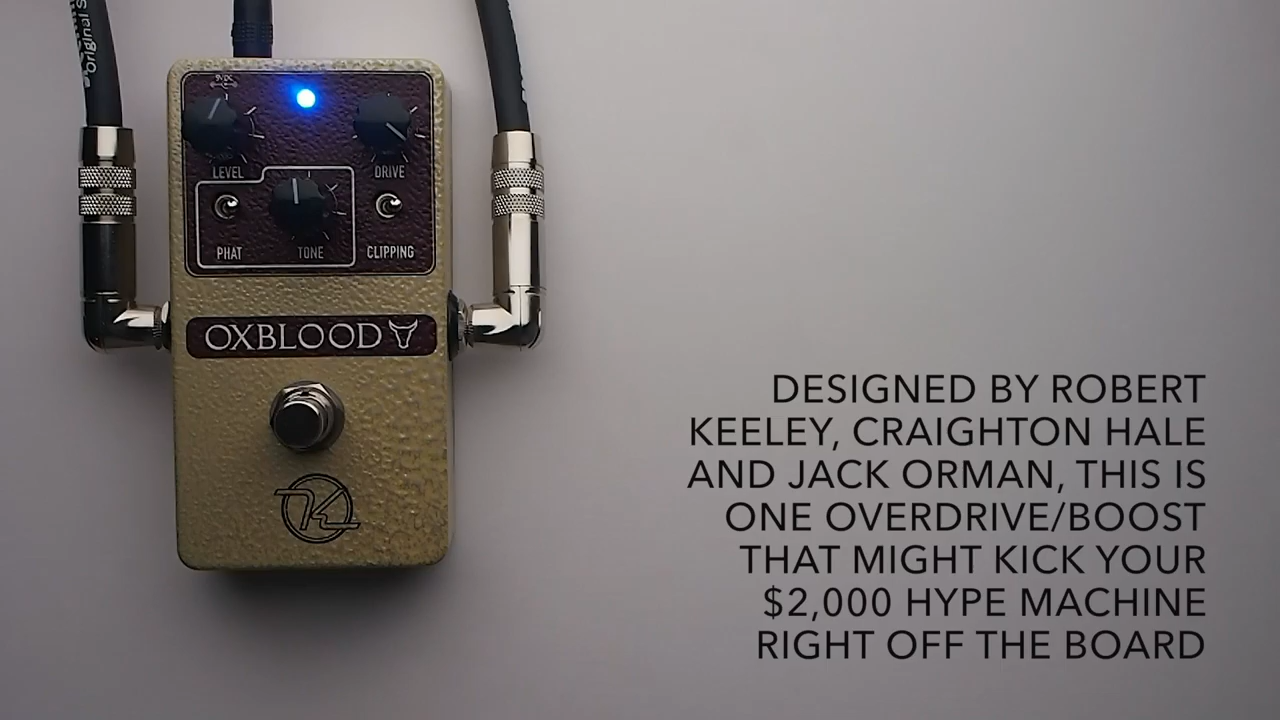 Original S
9VDC
LEVEL
DRIVE
PHAT
TONE
CLIPPING
OXBLOOD
K
DESIGNED BY ROBERT
KEELEY, CRAIGHTON HALE
AND JACK ORMAN, THIS IS
ONE OVERDRIVE/BOOST
THAT MIGHT KICK YOUR
$2,000 HYPE MACHINE
RIGHT OFF THE BOARD